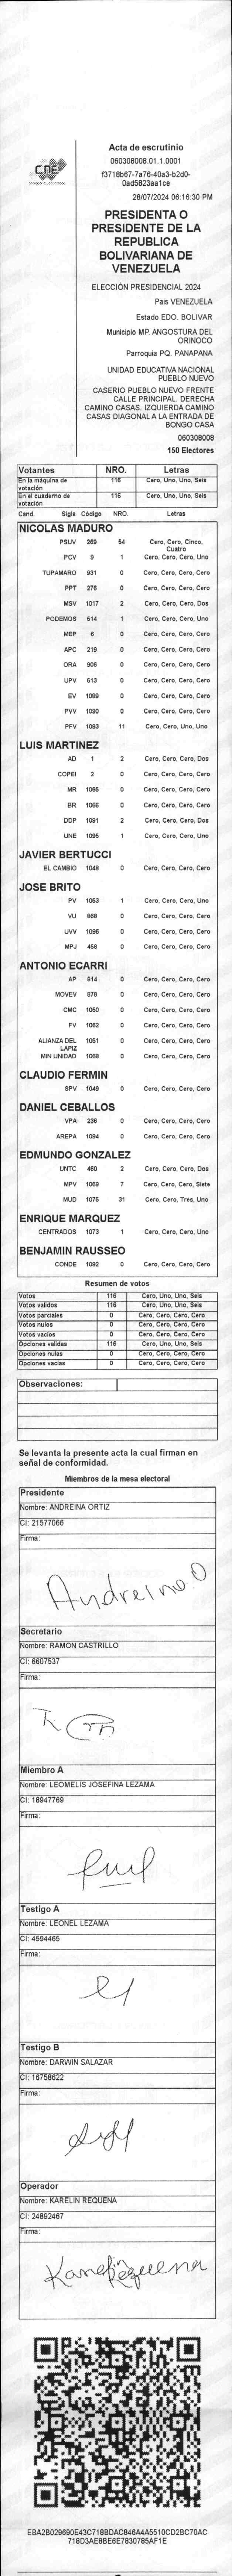 CNE
Acta de escrutinio
060308008.01.1.0001
f3718b67-7a76-40a3-b2d0-
0ad5823aa1ce
28/07/2024 06:16:30 PM
PRESIDENTA O
PRESIDENTE DE LA
REPUBLICA
BOLIVARIANA DE
VENEZUELA
ELECCIÓN PRESIDENCIAL 2024
Pais VENEZUELA
Estado EDO. BOLIVAR
Municipio MP. ANGOSTURA DEL
ORINOCO
Parroquia PQ. PANAPANA
UNIDAD EDUCATIVA NACIONAL
PUEBLO NUEVO
CASERIO PUEBLO NUEVO FRENTE
CALLE PRINCIPAL. DERECHA
CAMINO CASAS. IZQUIERDA CAMINO
CASAS DIAGONAL A LA ENTRADA DE
BONGO CASA
060308008
150 Electores
Votantes NRO. Letras
En la máquina de votación 116 Cero, Uno, Uno, Seis
En el cuaderno de votación 116 Cero, Uno, Uno, Seis
Cand. Sigla Código NRO. Letras
NICOLAS MADURO
PSUV 269 54 Cero, Cero, Cinco, Cuatro
PCV 9 1 Cero, Cero, Cero, Uno
TUPAMARO 931 0 Cero, Cero, Cero, Cero
PPT 276 0 Cero, Cero, Cero, Cero
MSV 1017 2 Cero, Cero, Cero, Dos
PODEMOS 514 1 Cero, Cero, Cero, Uno
MEP 6 0 Cero, Cero, Cero, Cero
APC 219 0 Cero, Cero, Cero, Cero
ORA 906 0 Cero, Cero, Cero, Cero
UPV 513 0 Cero, Cero, Cero, Cero
EV 1089 0 Cero, Cero, Cero, Cero
PVV 1090 0 Cero, Cero, Cero, Cero
PFV 1093 11 Cero, Cero, Uno, Uno
LUIS MARTINEZ
AD 1 2 Cero, Cero, Cero, Dos
COPEI 2 0 Cero, Cero, Cero, Cero
MR 1065 0 Cero, Cero, Cero, Cero
BR 1066 0 Cero, Cero, Cero, Cero
DDP 1091 2 Cero, Cero, Cero, Dos
UNE 1095 1 Cero, Cero, Cero, Uno
JAVIER BERTUCCI
EL CAMBIO 1048 0 Cero, Cero, Cero, Cero
JOSE BRITO
PV 1053 1 Cero, Cero, Cero, Uno
VU 868 0 Cero, Cero, Cero, Cero
UVV 1096 0 Cero, Cero, Cero, Cero
MPJ 458 0 Cero, Cero, Cero, Cero
ANTONIO ECARRI
AP 814 0 Cero, Cero, Cero, Cero
MOVEV 878 0 Cero, Cero, Cero, Cero
CMC 1050 0 Cero, Cero, Cero, Cero
FV 1062 0 Cero, Cero, Cero, Cero
ALIANZA DEL LAPIZ 1051 0 Cero, Cero, Cero, Cero
MIN UNIDAD 1068 0 Cero, Cero, Cero, Cero
CLAUDIO FERMIN
SPV 1049 0 Cero, Cero, Cero, Cero
DANIEL CEBALLOS
VPA 236 0 Cero, Cero, Cero, Cero
AREPA 1094 0 Cero, Cero, Cero, Cero
EDMUNDO GONZALEZ
UNTC 460 2 Cero, Cero, Cero, Dos
MPV 1069 7 Cero, Cero, Cero, Siete
MUD 1075 31 Cero, Cero, Tres, Uno
ENRIQUE MARQUEZ
CENTRADOS 1073 1 Cero, Cero, Cero, Uno
BENJAMIN RAUSSEO
CONDE 1092 0 Cero, Cero, Cero, Cero
Resumen de votos
Votos 116 Cero, Uno, Uno, Seis
Votos validos 116 Cero, Uno, Uno, Seis
Votos parciales 0 Cero, Cero, Cero, Cero
Votos nulos 0 Cero, Cero, Cero, Cero
Votos vacios 0 Cero, Cero, Cero, Cero
Opciones validas 116 Cero, Uno, Uno, Seis
Opciones nulas 0 Cero, Cero, Cero, Cero
Opciones vacias 0 Cero, Cero, Cero, Cero
Observaciones:
Se levanta la presente acta la cual firman en
señal de conformidad.
Miembros de la mesa electoral
Presidente
Nombre: ANDREINA ORTIZ
CI: 21577066
Firma:
Andreina O
Secretario
Nombre: RAMON CASTRILLO
CI: 6607537
Firma:
Miembro A
Nombre: LEOMELIS JOSEFINA LEZAMA
CI: 18947769
Firma:
Testigo A
Nombre: LEONEL LEZAMA
CI: 4594465
Firma:
Testigo B
Nombre: DARWIN SALAZAR
CI: 16758622
Firma:
Operador
Nombre: KARELIN REQUENA
CI: 24892467
Firma:
Karelin Requena
EBA2B029690E43C718BDAC846A4A5510CD2BC70AC
718D3AE8BE6E7830785AF1E